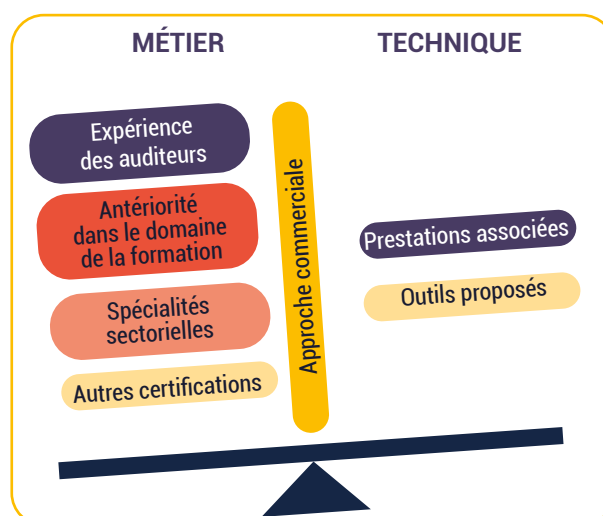 MÉTIER
TECHNIQUE
Expérience
des auditeurs
Antériorité
dans le domaine
de la formation
Spécialités
sectorielles
Autres certifications
Approche commerciale
Prestations associées
Outils proposés